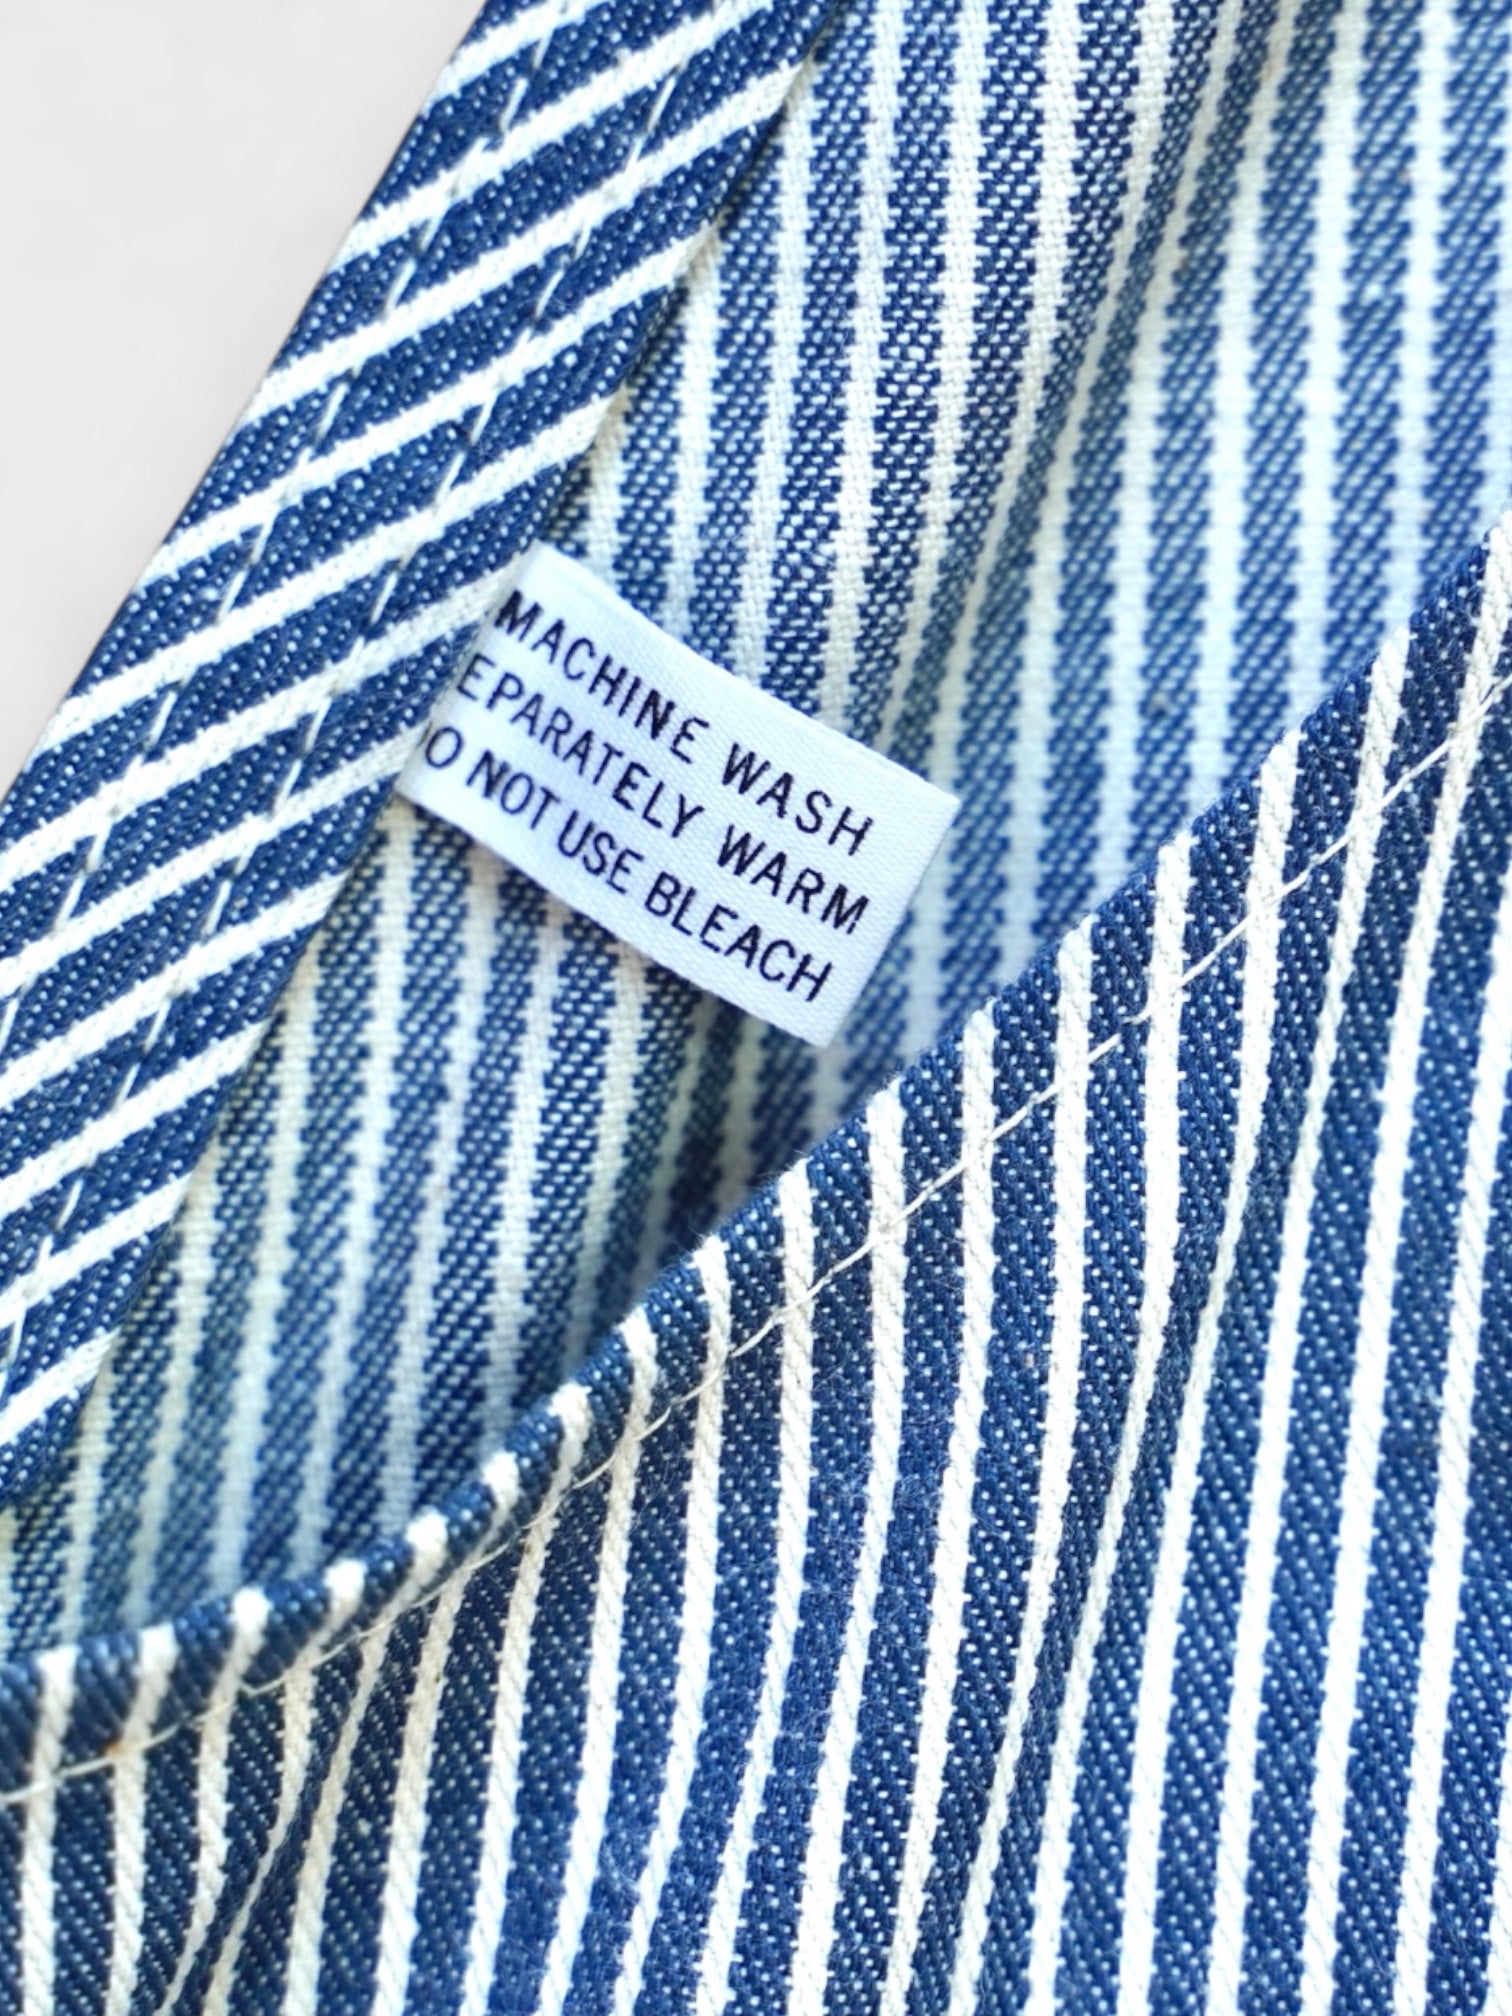 MACHINE WASH
EPARATELY WARM
O NOT USE BLEACH